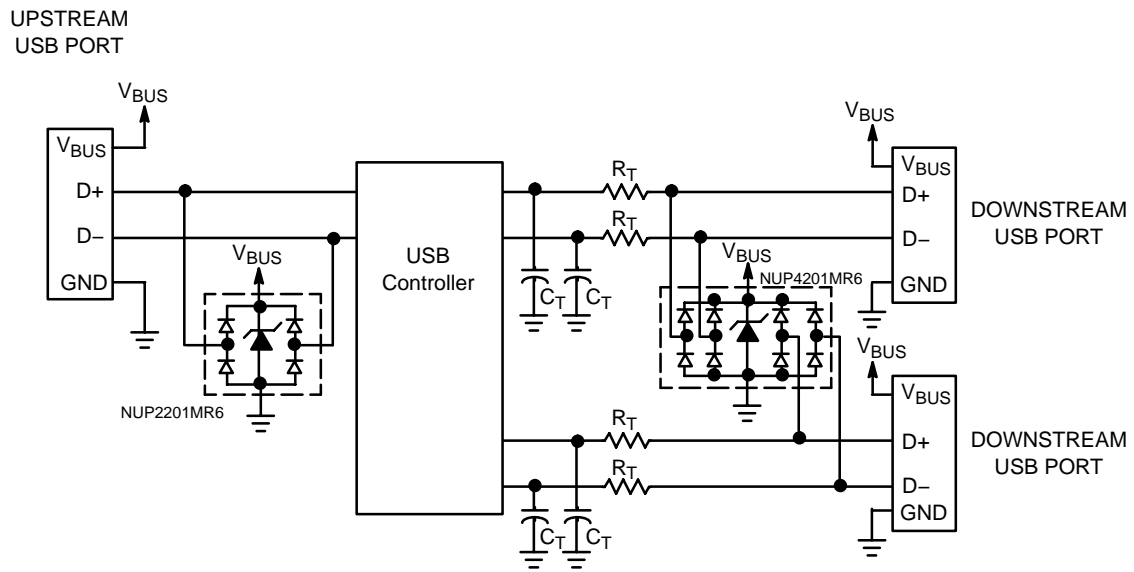 UPSTREAM
USB PORT
VBUS
VBUS
D+
D–
GND
VBUS
NUP2201MR6
USB
Controller
RT
RT
CT
CT
VBUS
NUP4201MR6
VBUS
VBUS
D+
D–
GND
DOWNSTREAM
USB PORT
RT
RT
CT
CT
VBUS
VBUS
D+
D–
GND
DOWNSTREAM
USB PORT